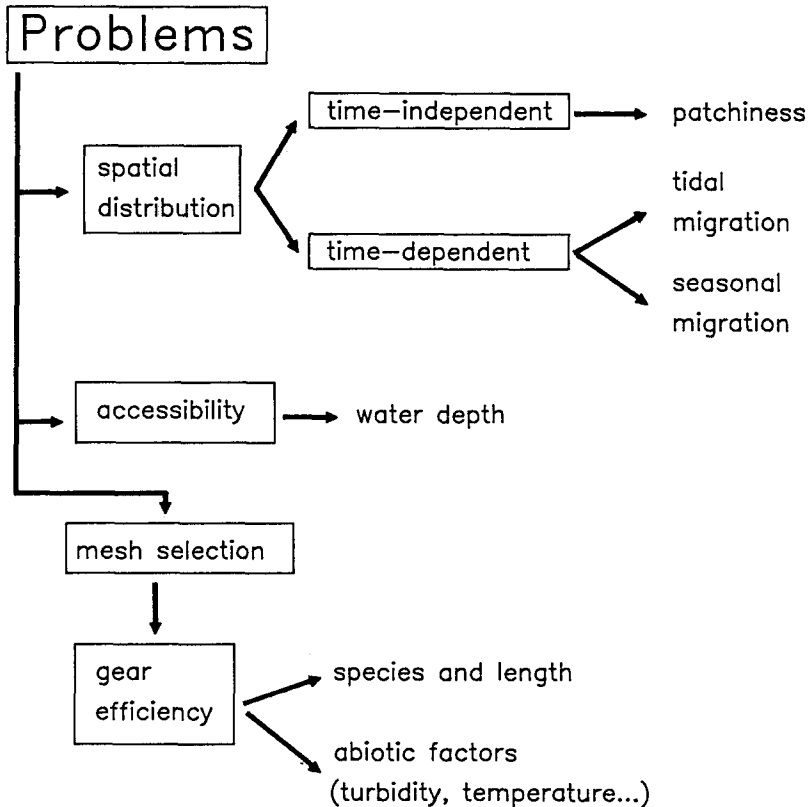 Problems
time-independent
patchiness
spatial
distribution
tidal
migration
time-dependent
seasonal
migration
accessibility
water depth
mesh selection
gear
efficiency
species and length
abiotic factors
(turbidity, temperature...)